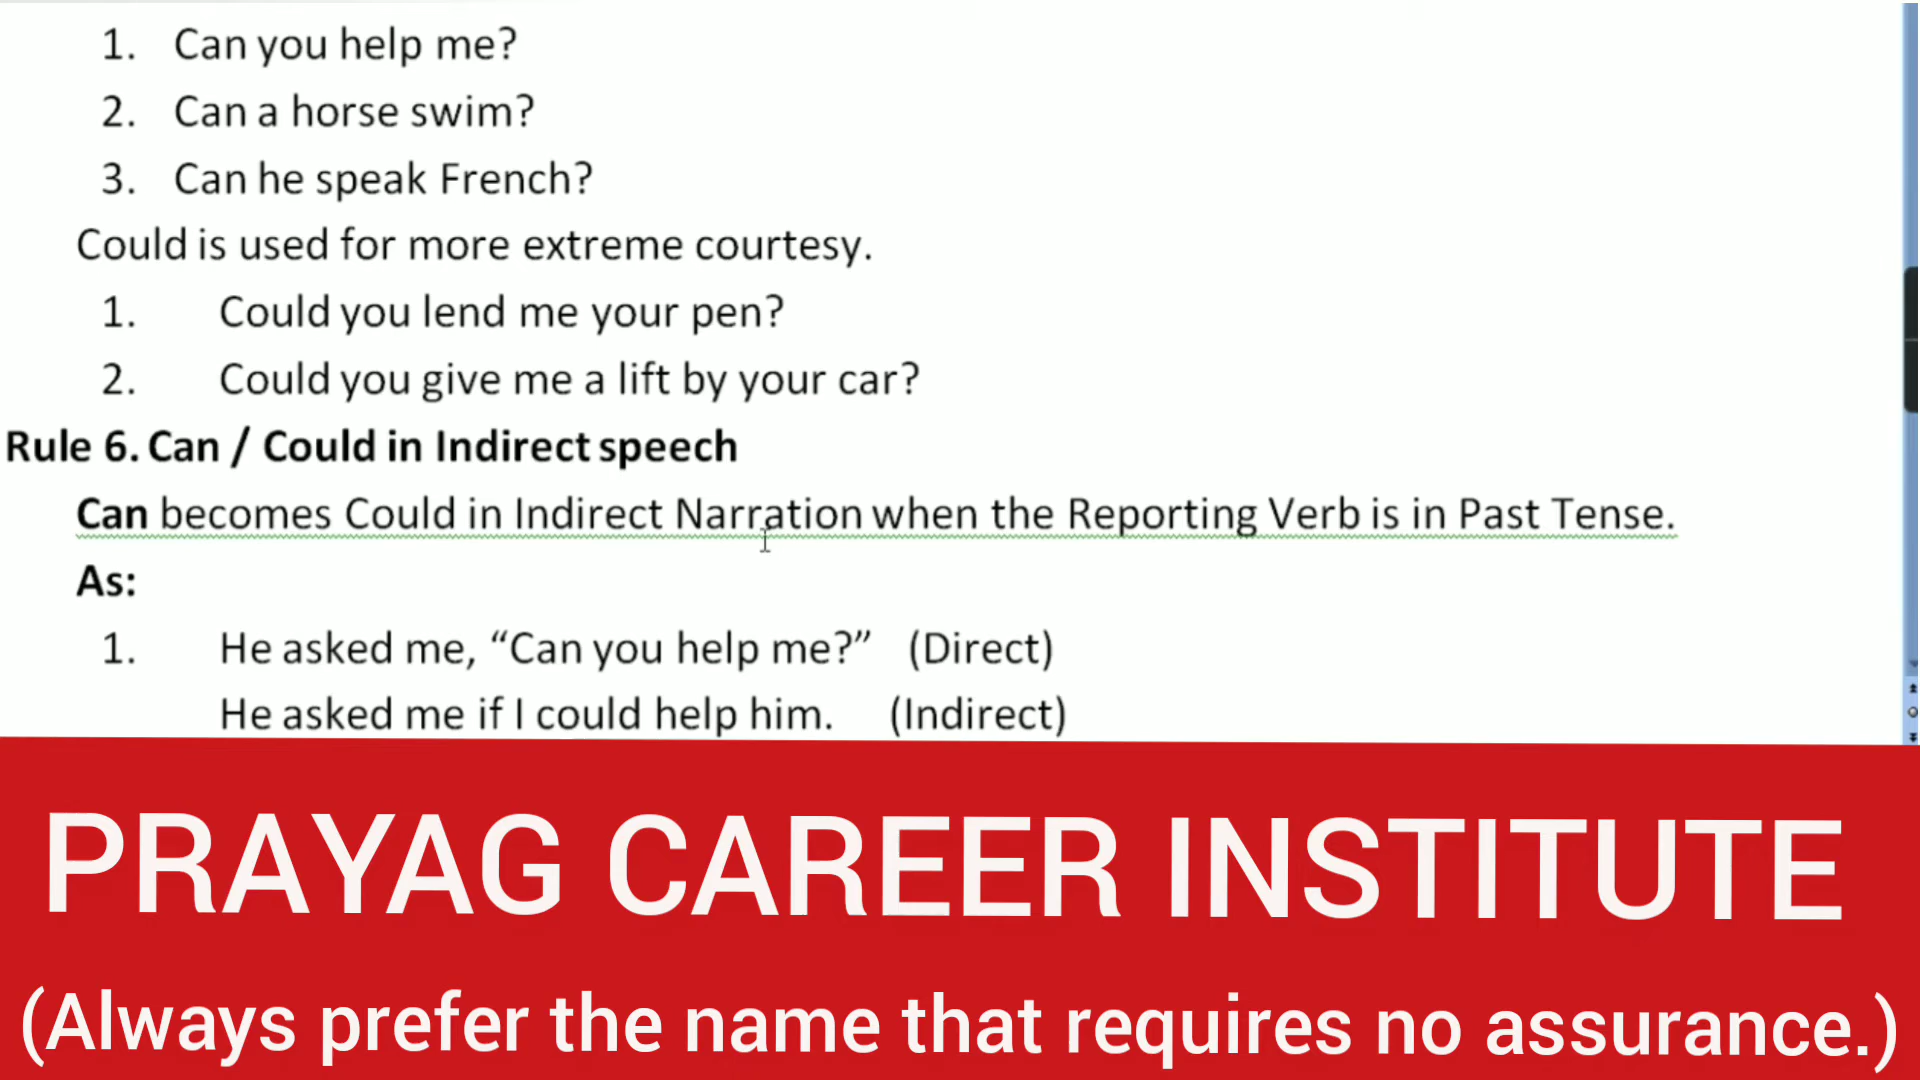 1. Can you help me?
2. Can a horse swim?
3. Can he speak French?
Could is used for more extreme courtesy.
1. Could you lend me your pen?
2. Could you give me a lift by your car?
Rule 6. Can / Could in Indirect speech
Can becomes Could in Indirect Narration when the Reporting Verb is in Past Tense.
As:
1. He asked me, “Can you help me?” (Direct)
He asked me if I could help him. (Indirect)
PRAYAG CAREER INSTITUTE
(Always prefer the name that requires no assurance.)